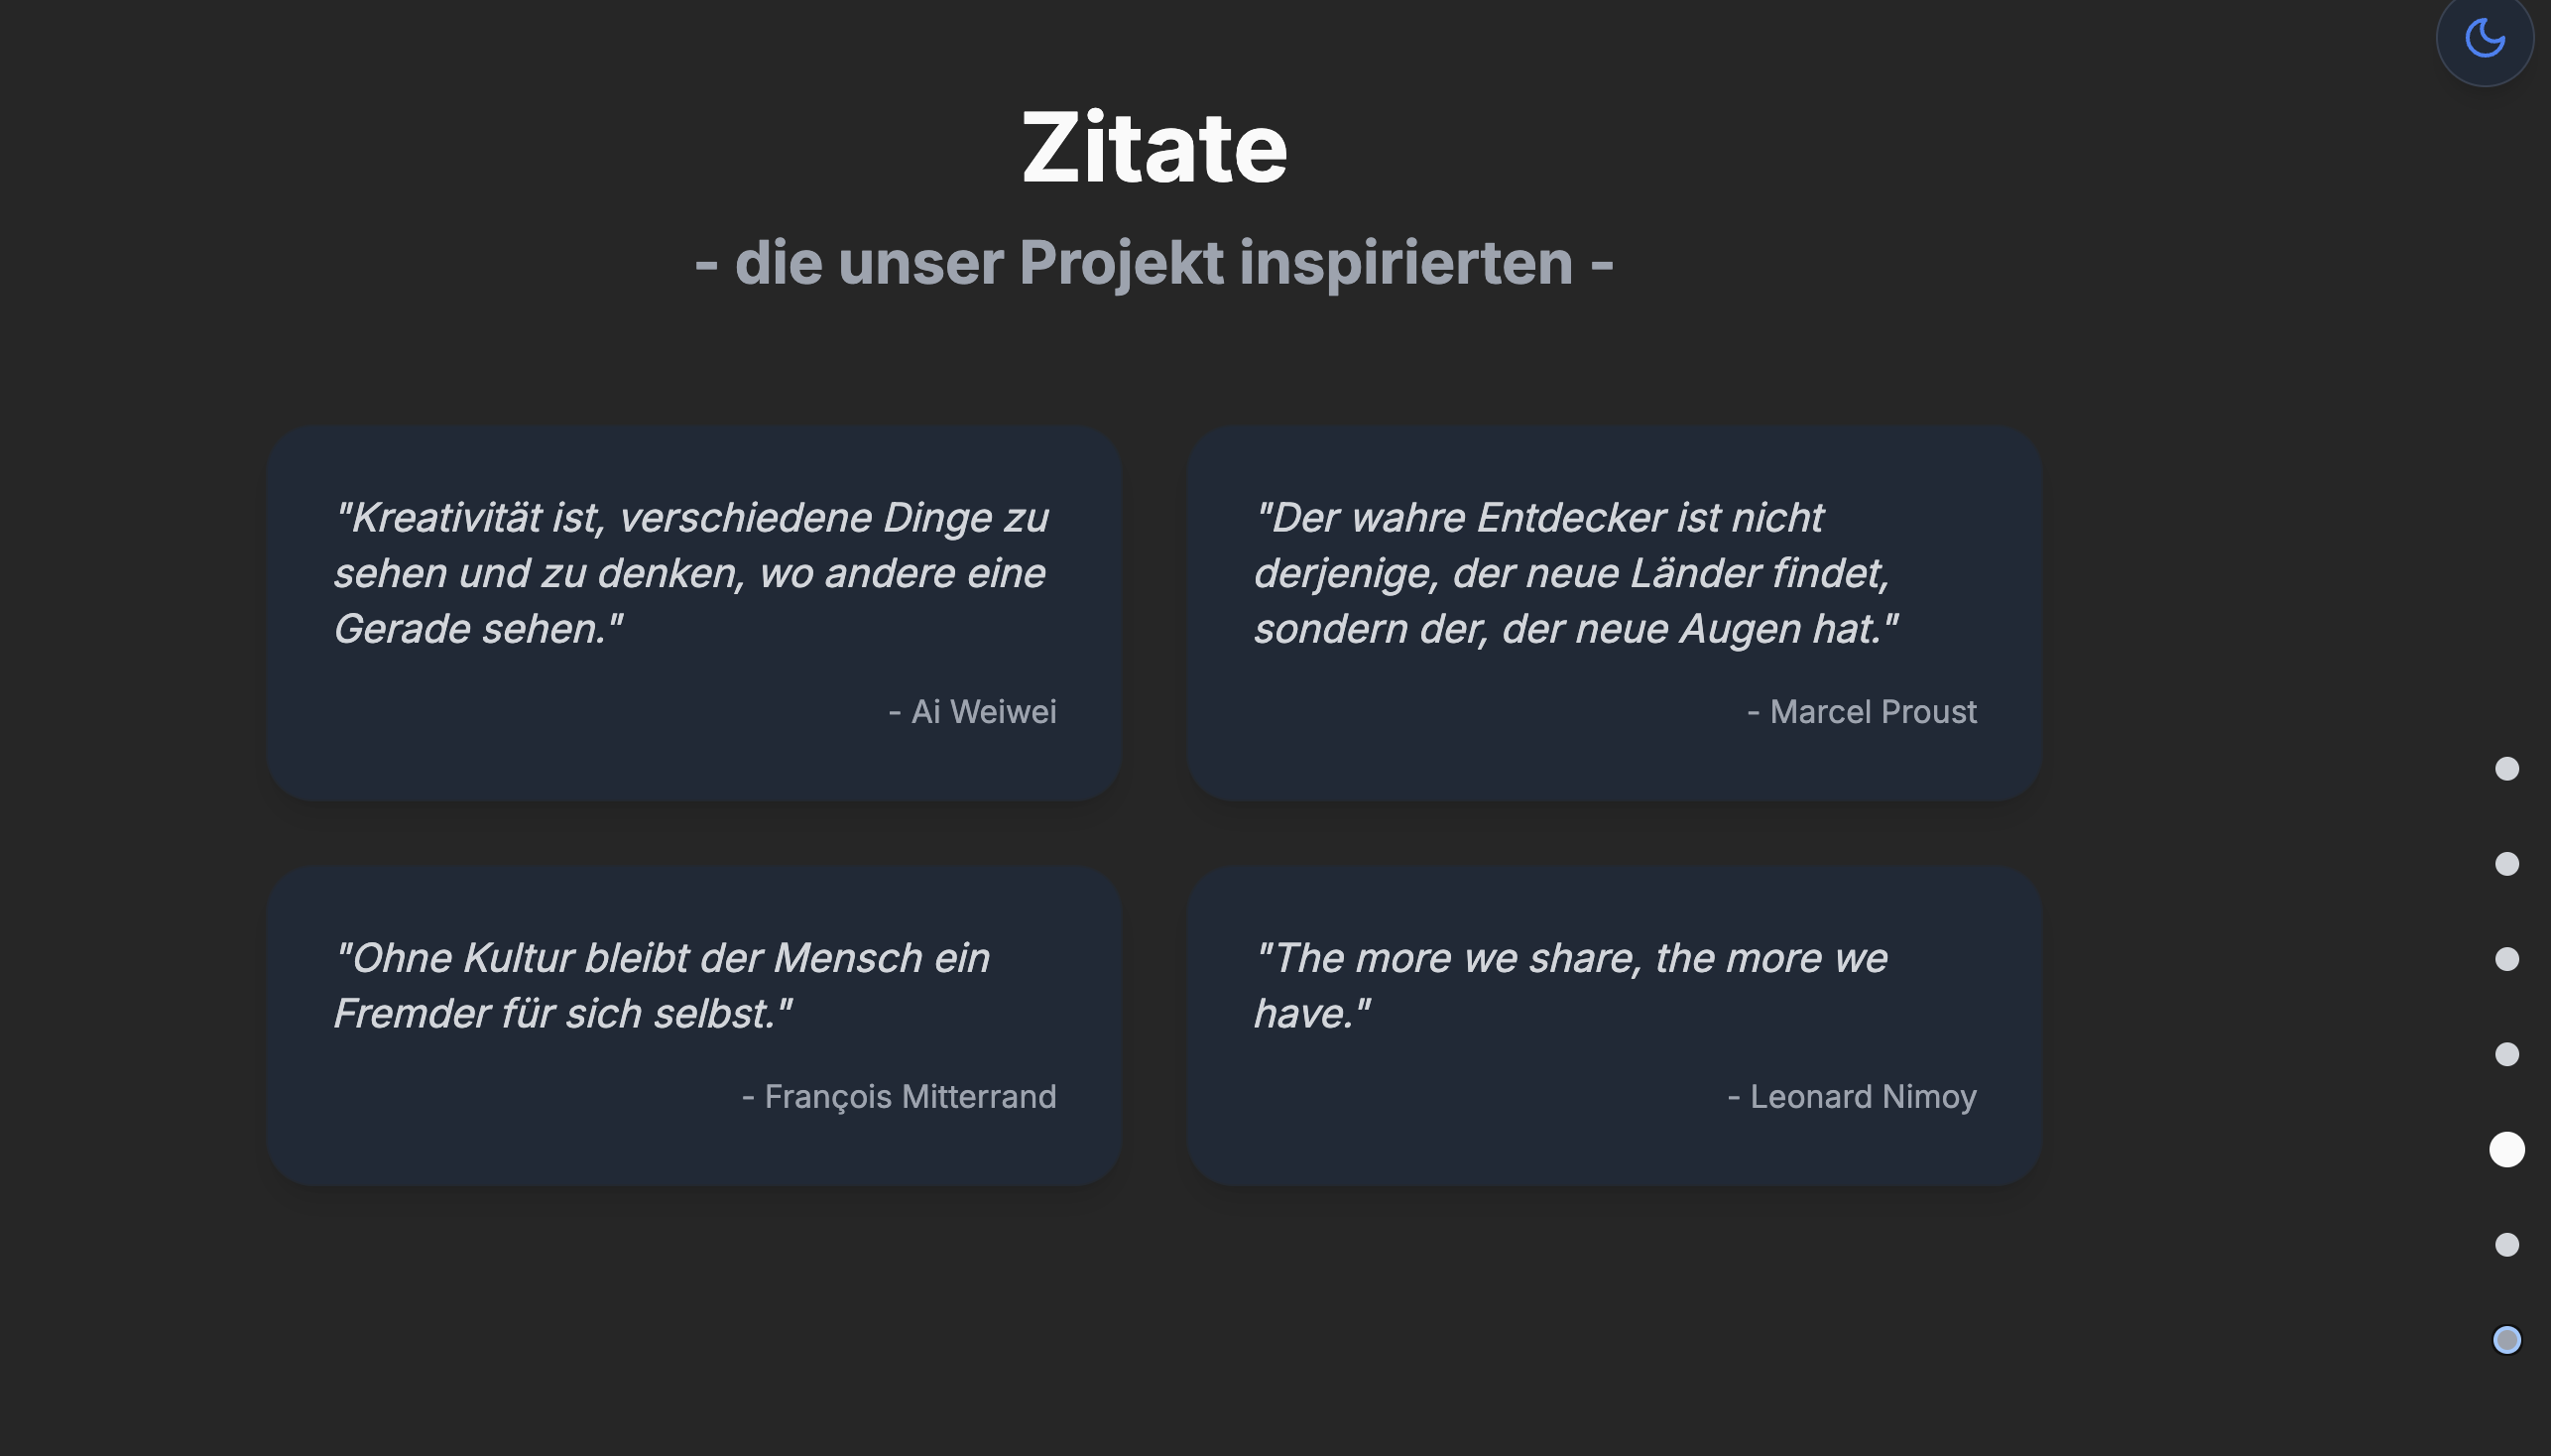 Zitate
- die unser Projekt inspirierten -
"Kreativität ist, verschiedene Dinge zu
sehen und zu denken, wo andere eine
Gerade sehen."
- Ai Weiwei
"Der wahre Entdecker ist nicht
derjenige, der neue Länder findet,
sondern der, der neue Augen hat."
- Marcel Proust
"Ohne Kultur bleibt der Mensch ein
Fremder für sich selbst."
- François Mitterrand
"The more we share, the more we
have."
- Leonard Nimoy